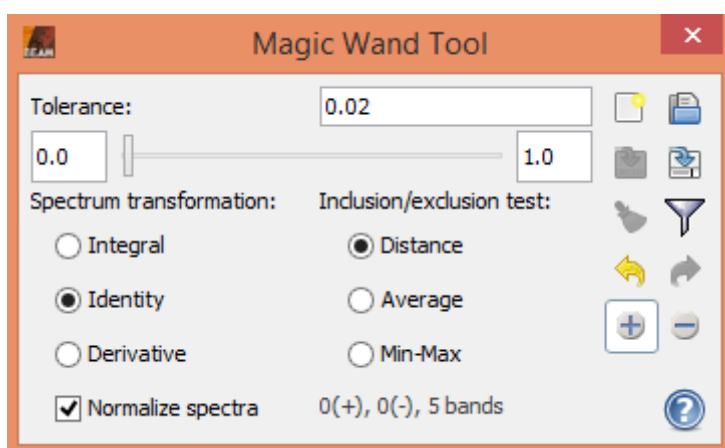 Magic Wand Tool
Tolerance: 0.02
0.0 1.0
Spectrum transformation: Inclusion/exclusion test:
Integral Distance
Identity Average
Derivative Min-Max
Normalize spectra 0(+), 0(-), 5 bands